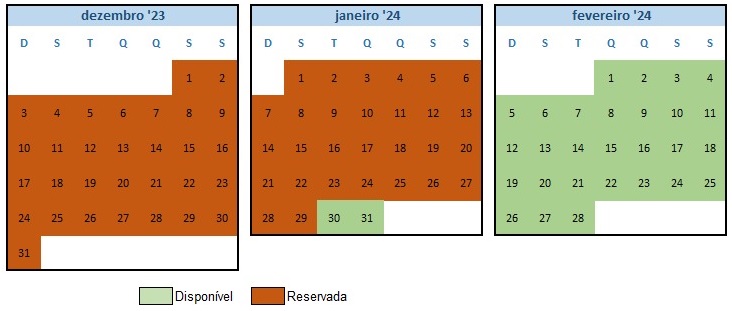 dezembro '23
D S T Q Q S S
1 2
3 4 5 6 7 8 9
10 11 12 13 14 15 16
17 18 19 20 21 22 23
24 25 26 27 28 29 30
31
janeiro '24
D S T Q Q S S
1 2 3 4 5 6
7 8 9 10 11 12 13
14 15 16 17 18 19 20
21 22 23 24 25 26 27
28 29 30 31
fevereiro '24
D S T Q Q S S
1 2 3 4
5 6 7 8 9 10 11
12 13 14 15 16 17 18
19 20 21 22 23 24 25
26 27 28
Disponível
Reservada